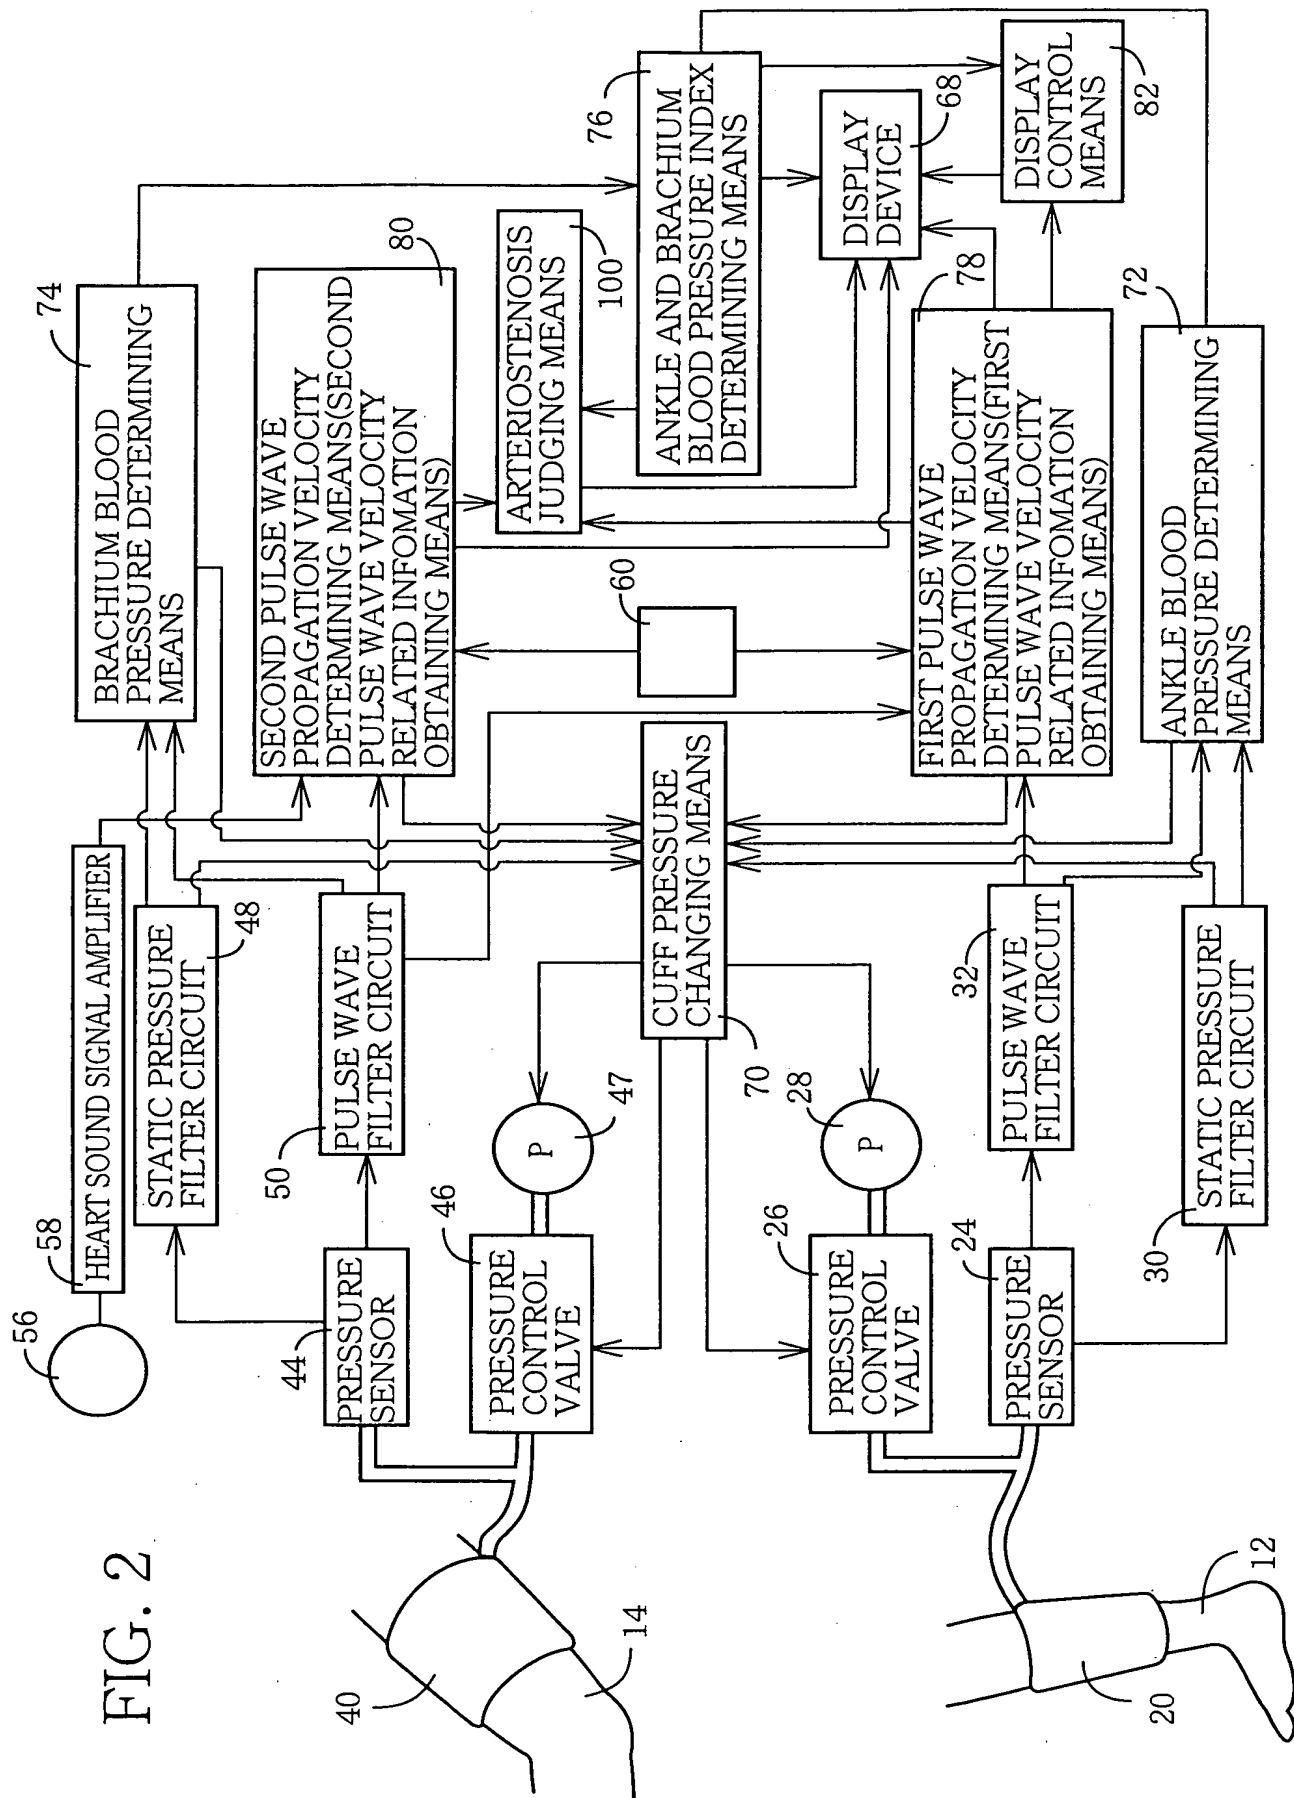 FIG. 2
56
58
HEART SOUND SIGNAL AMPLIFIER
STATIC PRESSURE
FILTER CIRCUIT
48
74
BRACHIUM BLOOD
PRESSURE DETERMINING
MEANS
44
PRESSURE
SENSOR
50
PULSE WAVE
FILTER CIRCUIT
SECOND PULSE WAVE
PROPAGATION VELOCITY
DETERMINING MEANS(SECOND
PULSE WAVE VELOCITY
RELATED INFOMATION
OBTAINING MEANS)
80
40
14
46
PRESSURE
CONTROL
VALVE
P
47
ARTERIOSTENOSIS
JUDGING MEANS
100
CUFF PRESSURE
CHANGING MEANS
70
60
76
ANKLE AND BRACHIUM
BLOOD PRESSURE INDEX
DETERMINING MEANS
26
PRESSURE
CONTROL
VALVE
28
P
DISPLAY
DEVICE
68
24
PRESSURE
SENSOR
32
PULSE WAVE
FILTER CIRCUIT
FIRST PULSE WAVE
PROPAGATION VELOCITY
DETERMINING MEANS(FIRST
PULSE WAVE VELOCITY
RELATED INFOMATION
OBTAINING MEANS)
78
DISPLAY
CONTROL
MEANS
82
20
12
30
STATIC PRESSURE
FILTER CIRCUIT
72
ANKLE BLOOD
PRESSURE DETERMINING
MEANS